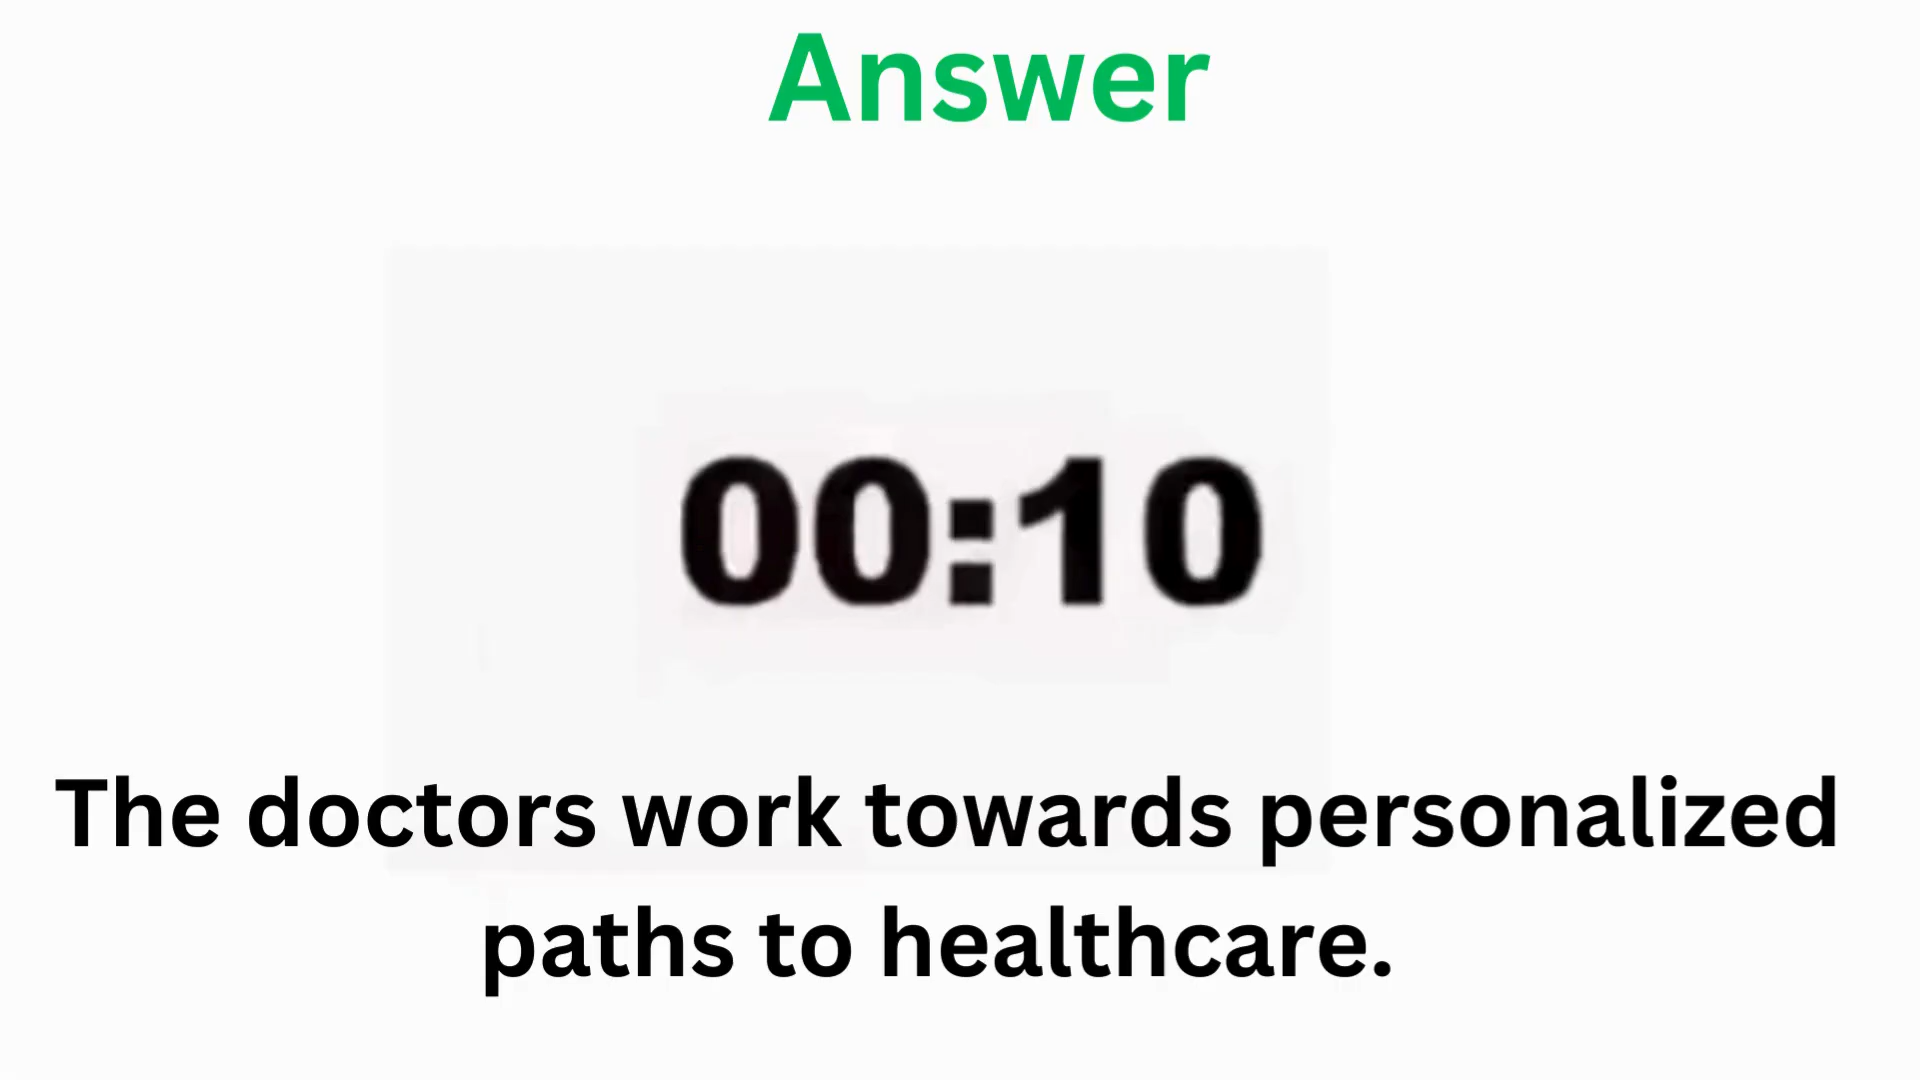 Answer
00:10
The doctors work towards personalized
paths to healthcare.